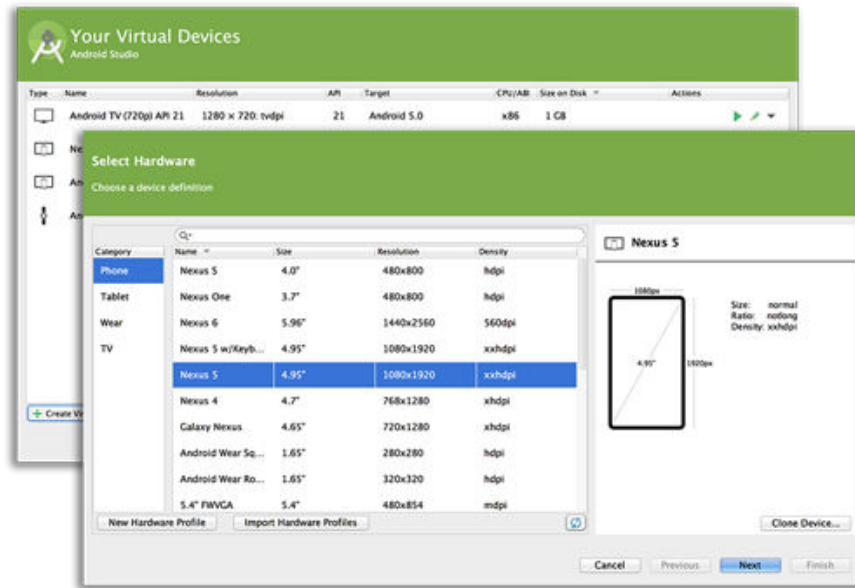 Your Virtual Devices
Android Studio
Type Name Resolution API Target CPU/ABI Size on Disk Actions
Android TV (720p) API 21 1280 × 720: tvdpi 21 Android 5.0 x86 1 GB
Ne
An
An
Select Hardware
Choose a device definition
Category Name Size Resolution Density
Phone Nexus S 4.0" 480x800 hdpi
Tablet Nexus One 3.7" 480x800 hdpi
Wear Nexus 6 5.96" 1440x2560 560dpi
TV Nexus 5 w/Keyb... 4.95" 1080x1920 xxhdpi
Nexus 5 4.95" 1080x1920 xxhdpi
Nexus 4 4.7" 768x1280 xhdpi
Galaxy Nexus 4.65" 720x1280 xhdpi
Android Wear Sq... 1.65" 280x280 hdpi
Android Wear Ro... 1.65" 320x320 hdpi
5.4" FWVGA 5.4" 480x854 mdpi
Nexus 5
1080px
4.95"
1920px
Size: normal
Ratio: notlong
Density: xxhdpi
+ Create Vir
New Hardware Profile Import Hardware Profiles
Clone Device...
Cancel Previous Next Finish